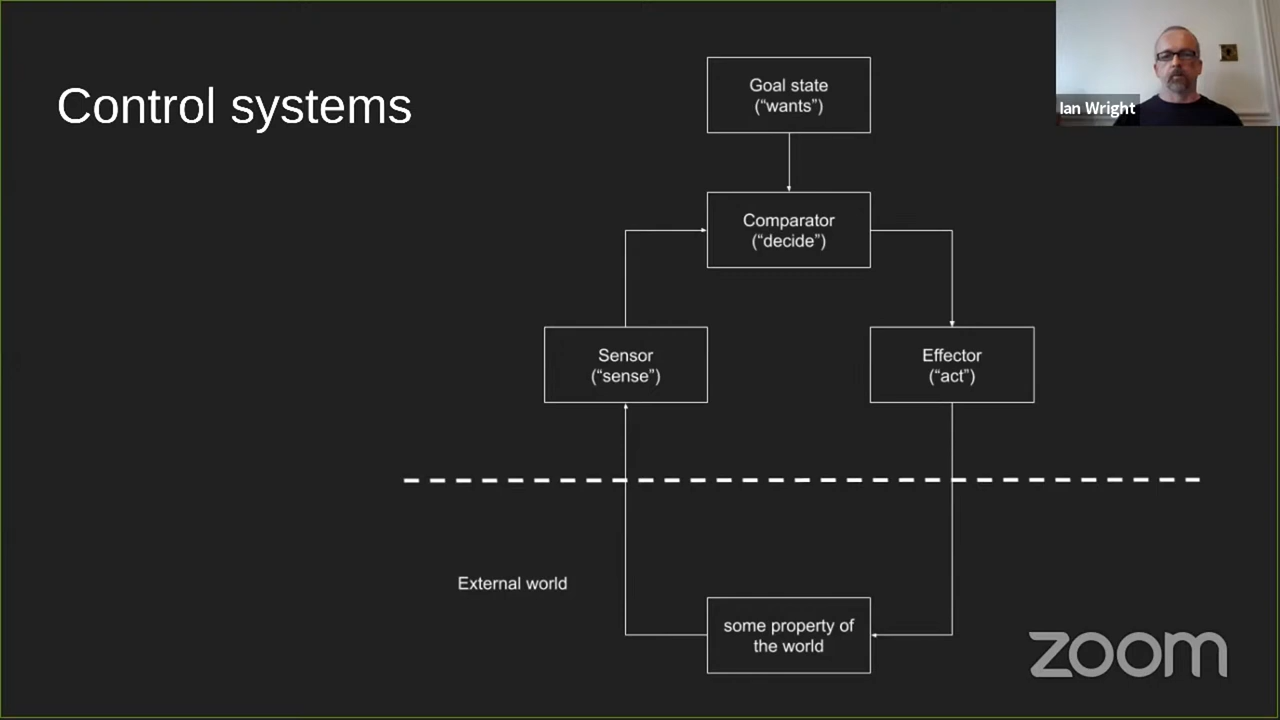 Control systems
Goal state
(“wants”)
Ian Wright
Comparator
(“decide”)
Sensor
(“sense”)
Effector
(“act”)
External world
some property of
the world
zoom